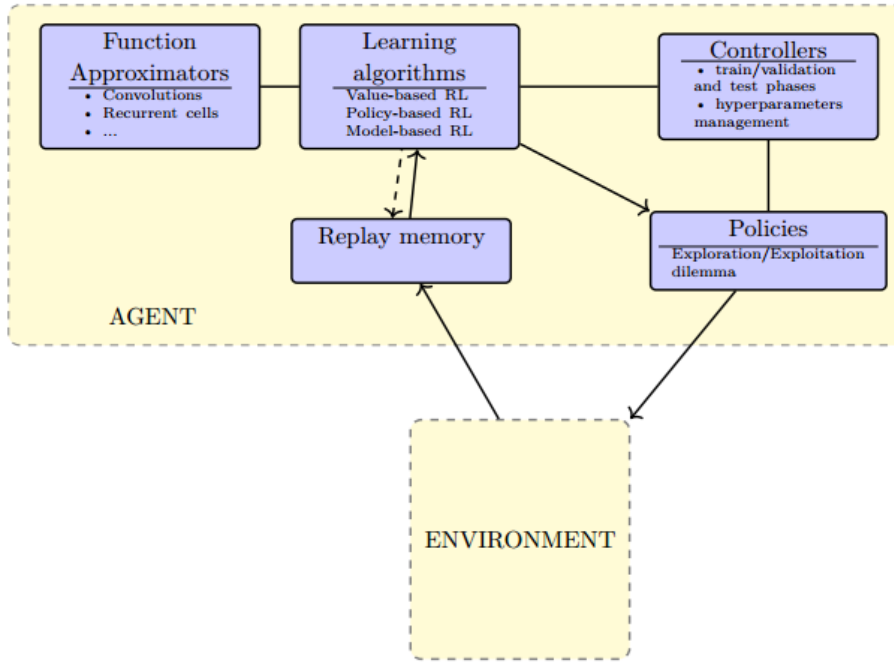 Function
Approximators
• Convolutions
• Recurrent cells
• ...
Learning
algorithms
Value-based RL
Policy-based RL
Model-based RL
Controllers
• train/validation
and test phases
• hyperparameters
management
Replay memory
Policies
Exploration/Exploitation
dilemma
AGENT
ENVIRONMENT